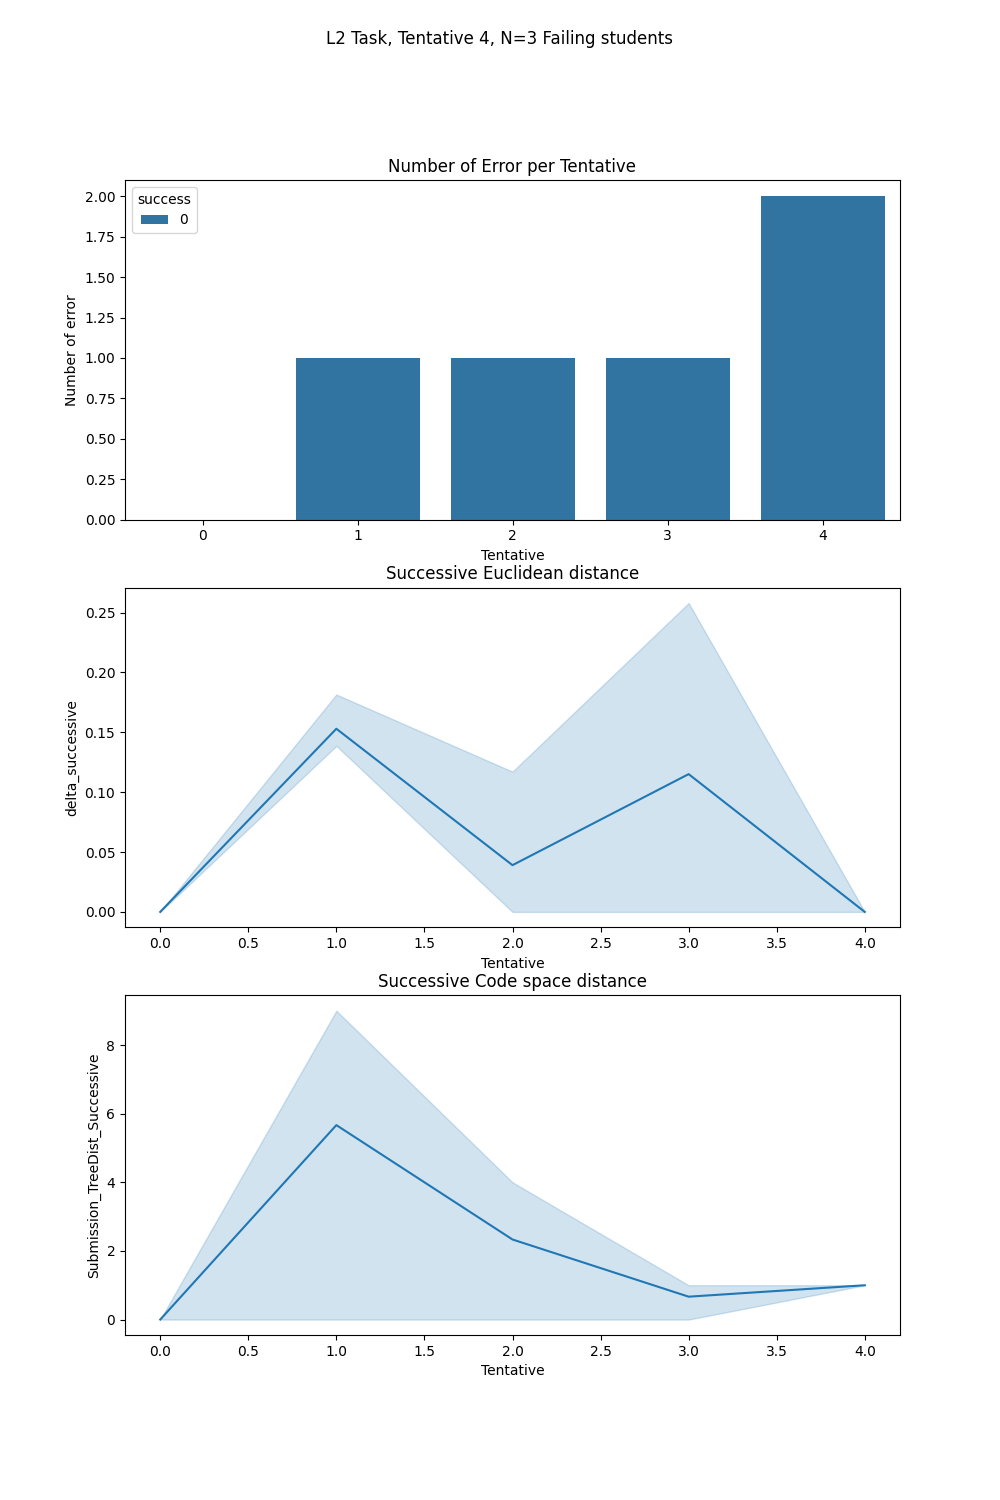 L2 Task, Tentative 4, N=3 Failing students
Number of Error per Tentative
success
0
2.00
1.75
1.50
1.25
1.00
0.75
0.50
0.25
0.00
Number of error
0 1 2 3 4
Tentative
Successive Euclidean distance
0.25
0.20
0.15
0.10
0.05
0.00
delta_successive
0.0 0.5 1.0 1.5 2.0 2.5 3.0 3.5 4.0
Tentative
Successive Code space distance
8
6
4
2
0
Submission_TreeDist_Successive
0.0 0.5 1.0 1.5 2.0 2.5 3.0 3.5 4.0
Tentative